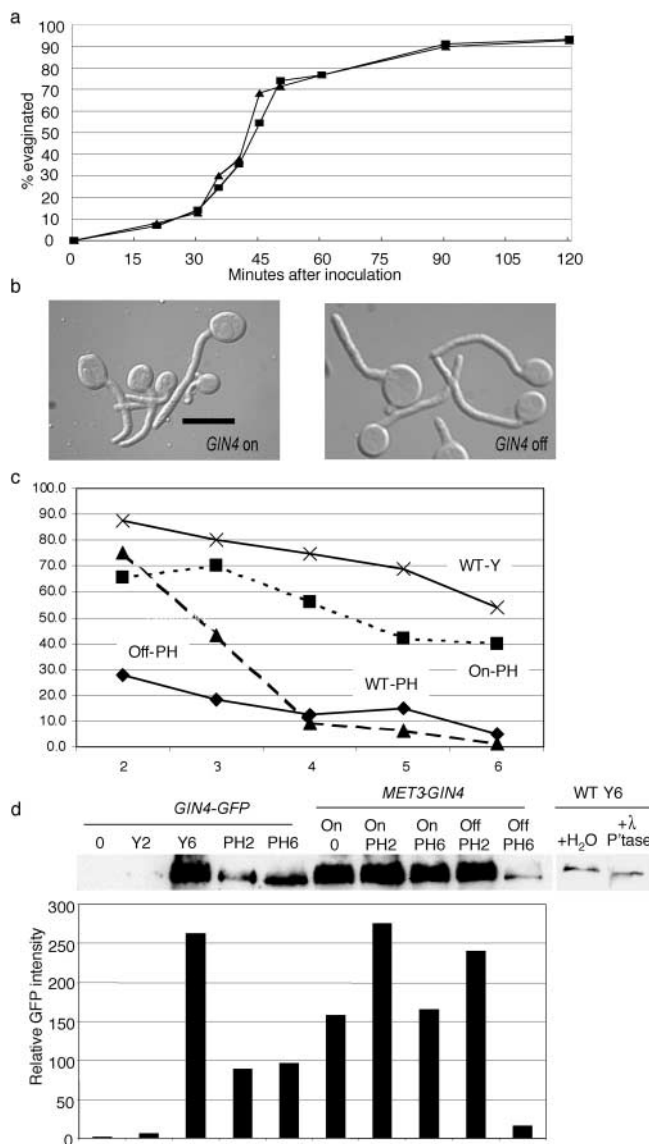 a
100
90
80
70
60
50
40
30
20
10
0
% evaginated
0 15 30 45 60 75 90 105 120
Minutes after inoculation
b
GIN4 on
GIN4 off
c
100.0
90.0
80.0
70.0
60.0
50.0
40.0
30.0
20.0
10.0
0.0
WT-Y
Off-PH
WT-PH
On-PH
2 3 4 5 6
d
GIN4-GFP MET3-GIN4 WT Y6
0 Y2 Y6 PH2 PH6
On 0
On PH2
On PH6
Off PH2
Off PH6
+H₂O
+λ P'tase
300
250
200
150
100
50
0
Relative GFP intensity